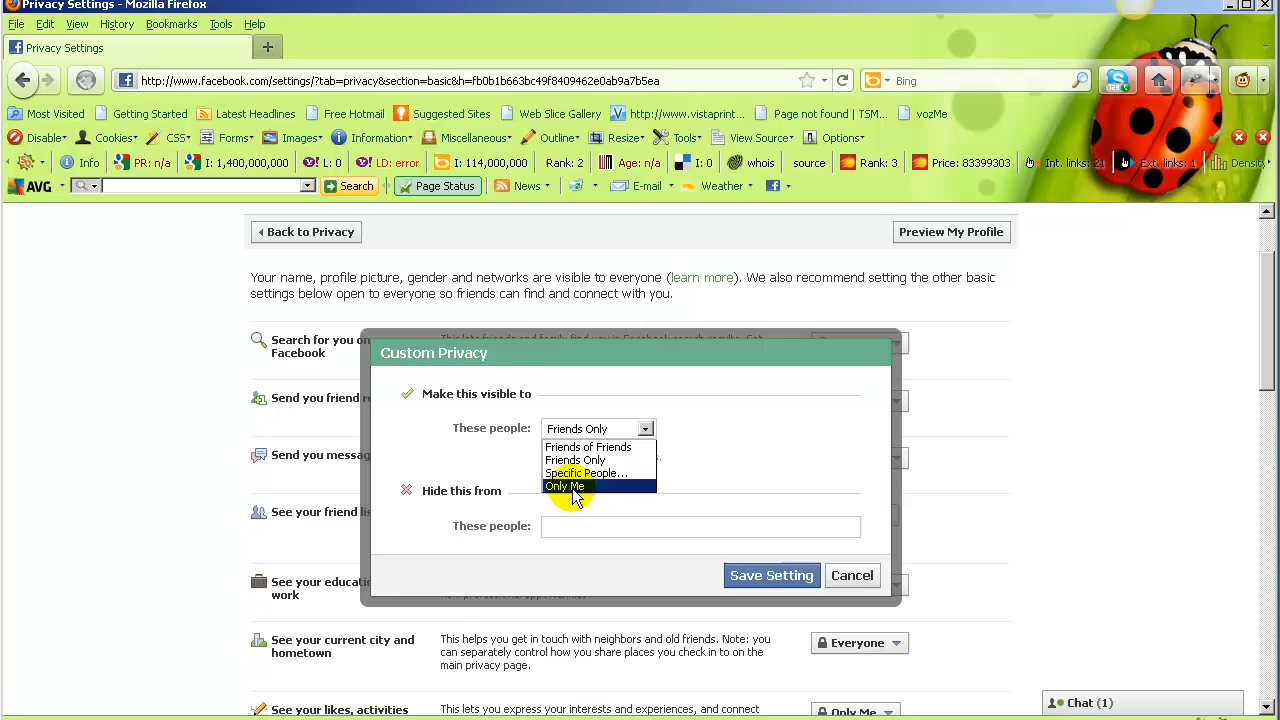 Privacy Settings - Mozilla Firefox
File Edit View History Bookmarks Tools Help
Privacy Settings
Bing
Most Visited Getting Started Latest Headlines Free Hotmail Suggested Sites Web Slice Gallery http://www.vistaprint... Page not found | TSM... vozMe
Disable Cookies CSS Forms Images Information Miscellaneous Outline Resize Tools View Source Options
Info PR: n/a I: 1,400,000,000 L: 0 LD: error I: 114,000,000 Rank: 2 Age: n/a I: 0 whois source Rank: 3 Price: 83399303 Int. links: 21 Ext. links: 1 Density
AVG Search Page Status News E-mail Weather
Back to Privacy Preview My Profile
Your name, profile picture, gender and networks are visible to everyone (learn more). We also recommend setting the other basic
settings below open to everyone so friends can find and connect with you.
Search for you on
Facebook
Send you friend
Send you messa
See your friend lis
See your educati
work
Custom Privacy
Make this visible to
These people: Friends Only
Friends of Friends
Friends Only
Specific People...
Only Me
Hide this from
These people:
Save Setting Cancel
See your current city and
hometown
This helps you get in touch with neighbors and old friends. Note: you
can separately control how you share places you check in to on the
main privacy page.
Everyone
See your likes, activities
This lets you express your interests and experiences, and connect
Only Me
Chat (1)